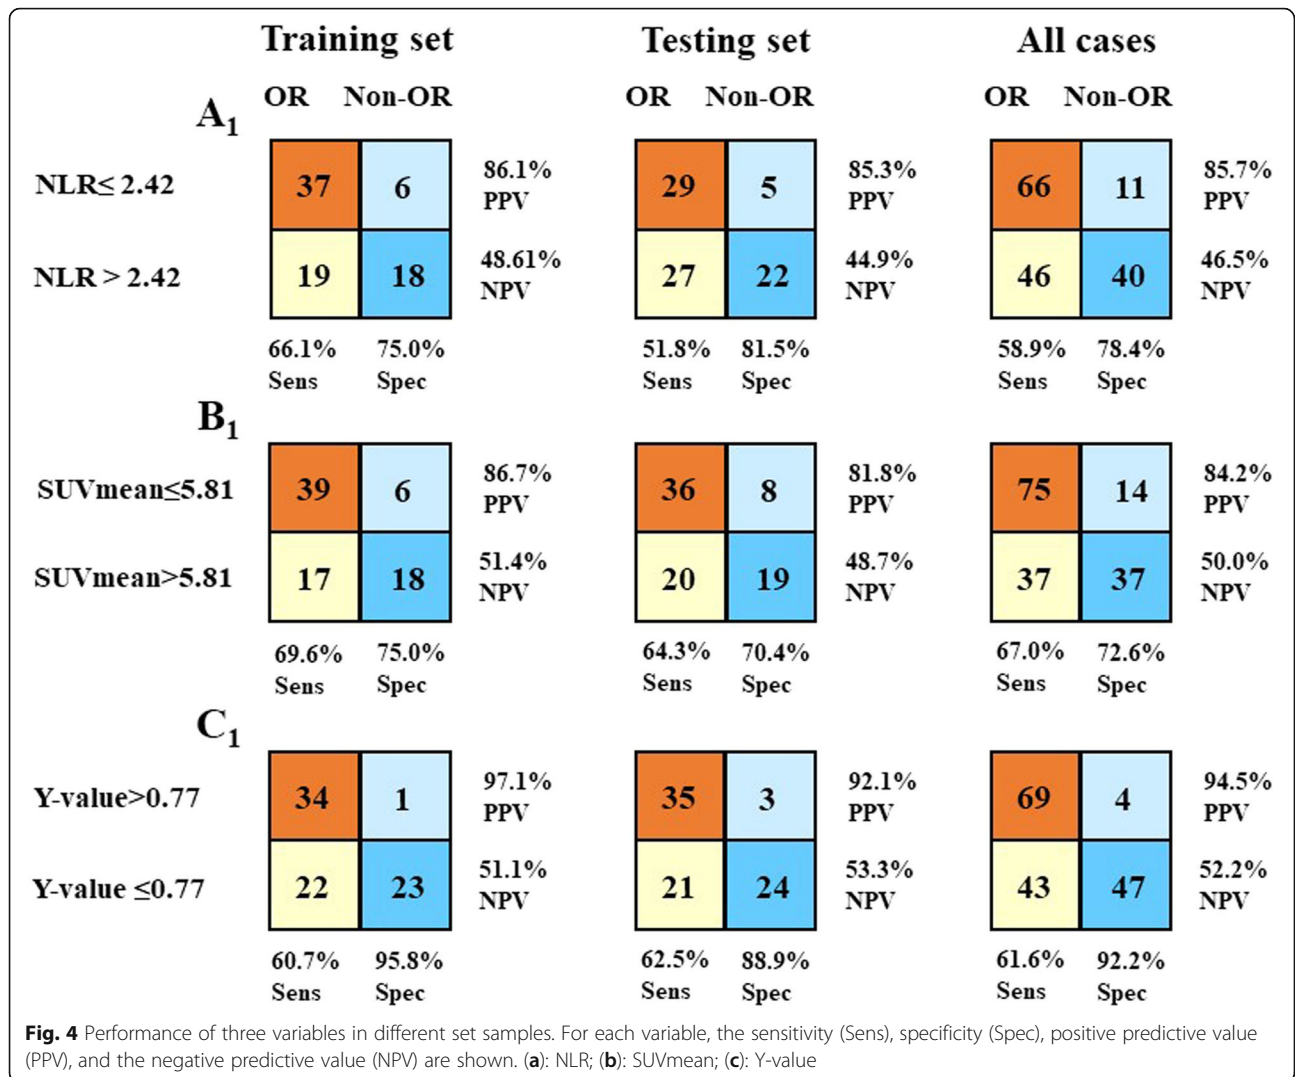 Training set Testing set All cases
OR Non-OR OR Non-OR OR Non-OR
A1
NLR≤ 2.42 37 6 86.1% PPV 29 5 85.3% PPV 66 11 85.7% PPV
NLR > 2.42 19 18 48.61% NPV 27 22 44.9% NPV 46 40 46.5% NPV
66.1% 75.0% 51.8% 81.5% 58.9% 78.4%
Sens Spec Sens Spec Sens Spec
B1
SUVmean≤5.81 39 6 86.7% PPV 36 8 81.8% PPV 75 14 84.2% PPV
SUVmean>5.81 17 18 51.4% NPV 20 19 48.7% NPV 37 37 50.0% NPV
69.6% 75.0% 64.3% 70.4% 67.0% 72.6%
Sens Spec Sens Spec Sens Spec
C1
Y-value>0.77 34 1 97.1% PPV 35 3 92.1% PPV 69 4 94.5% PPV
Y-value ≤0.77 22 23 51.1% NPV 21 24 53.3% NPV 43 47 52.2% NPV
60.7% 95.8% 62.5% 88.9% 61.6% 92.2%
Sens Spec Sens Spec Sens Spec
Fig. 4 Performance of three variables in different set samples. For each variable, the sensitivity (Sens), specificity (Spec), positive predictive value
(PPV), and the negative predictive value (NPV) are shown. (a): NLR; (b): SUVmean; (c): Y-value